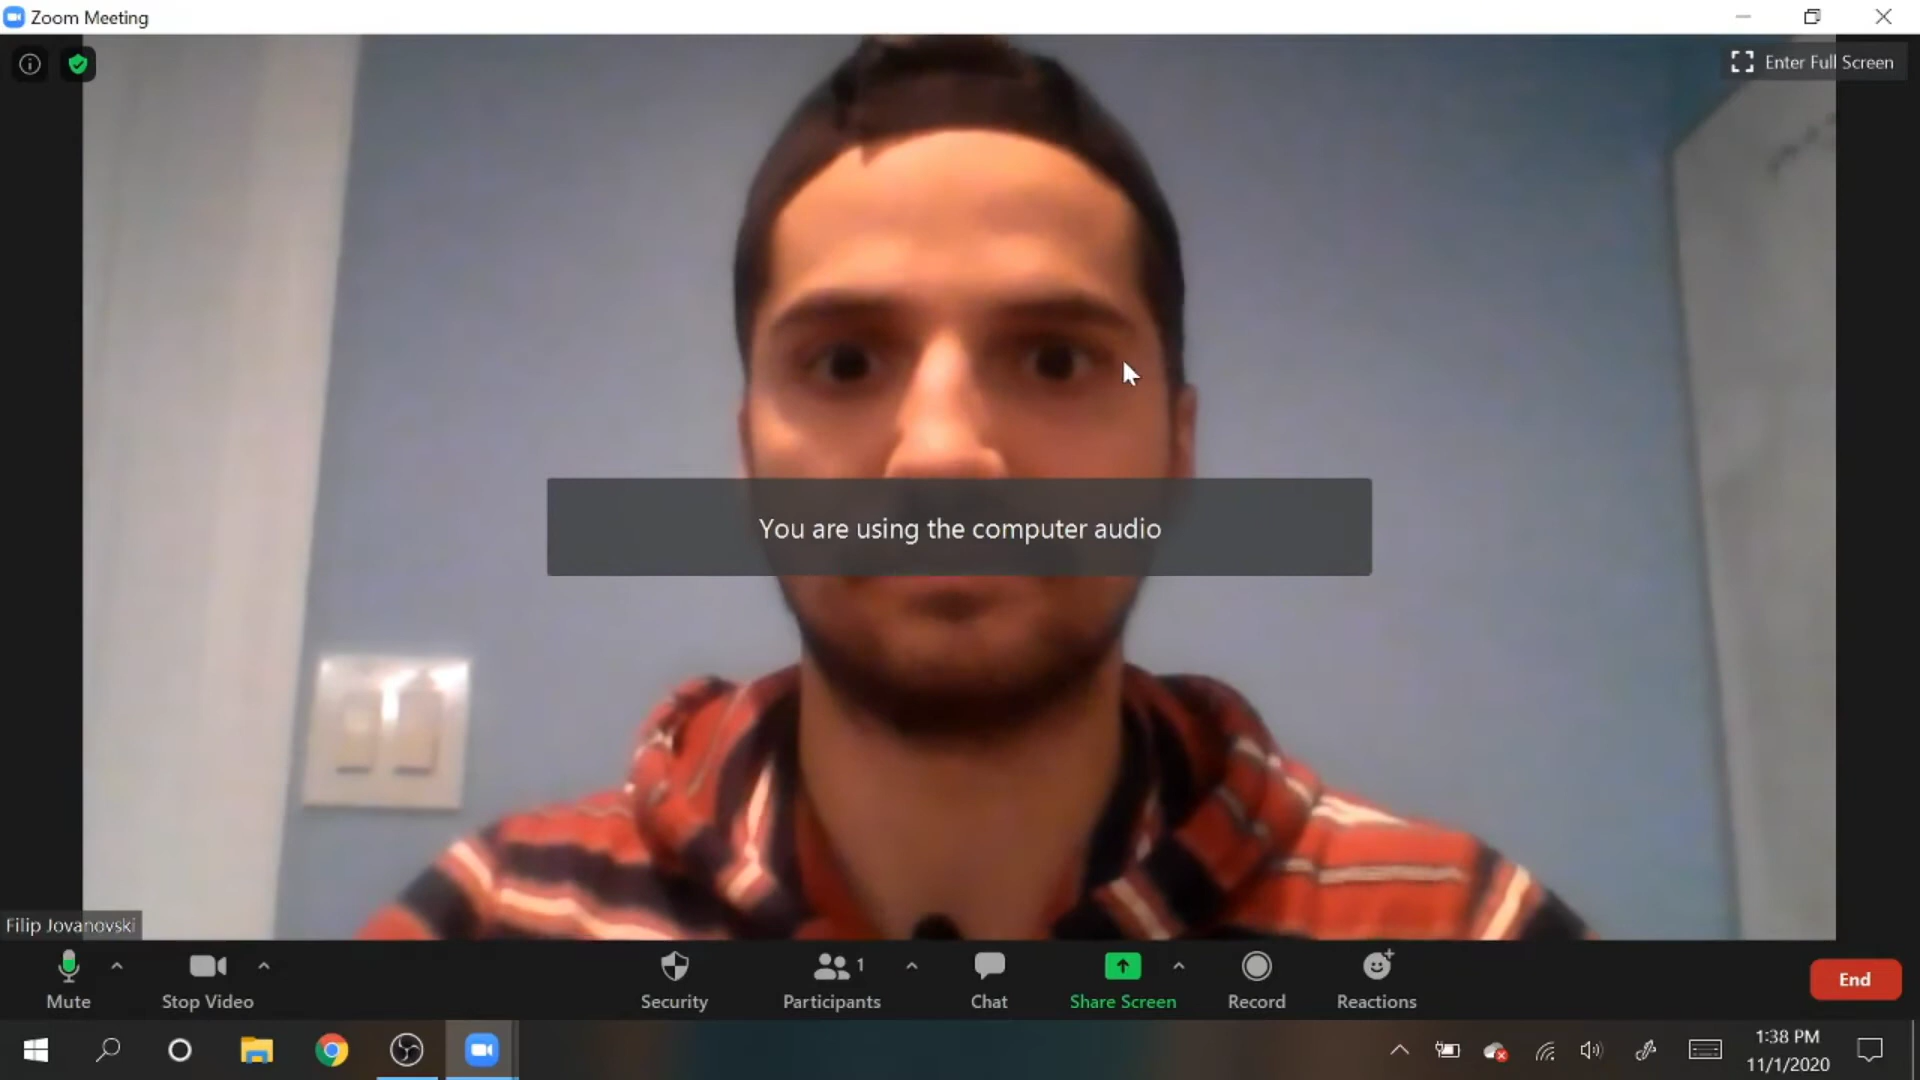 Zoom Meeting
Enter Full Screen
You are using the computer audio
Filip Jovanovski
Mute
Stop Video
Security
1
Participants
Chat
Share Screen
Record
Reactions
End
1:38 PM
11/1/2020